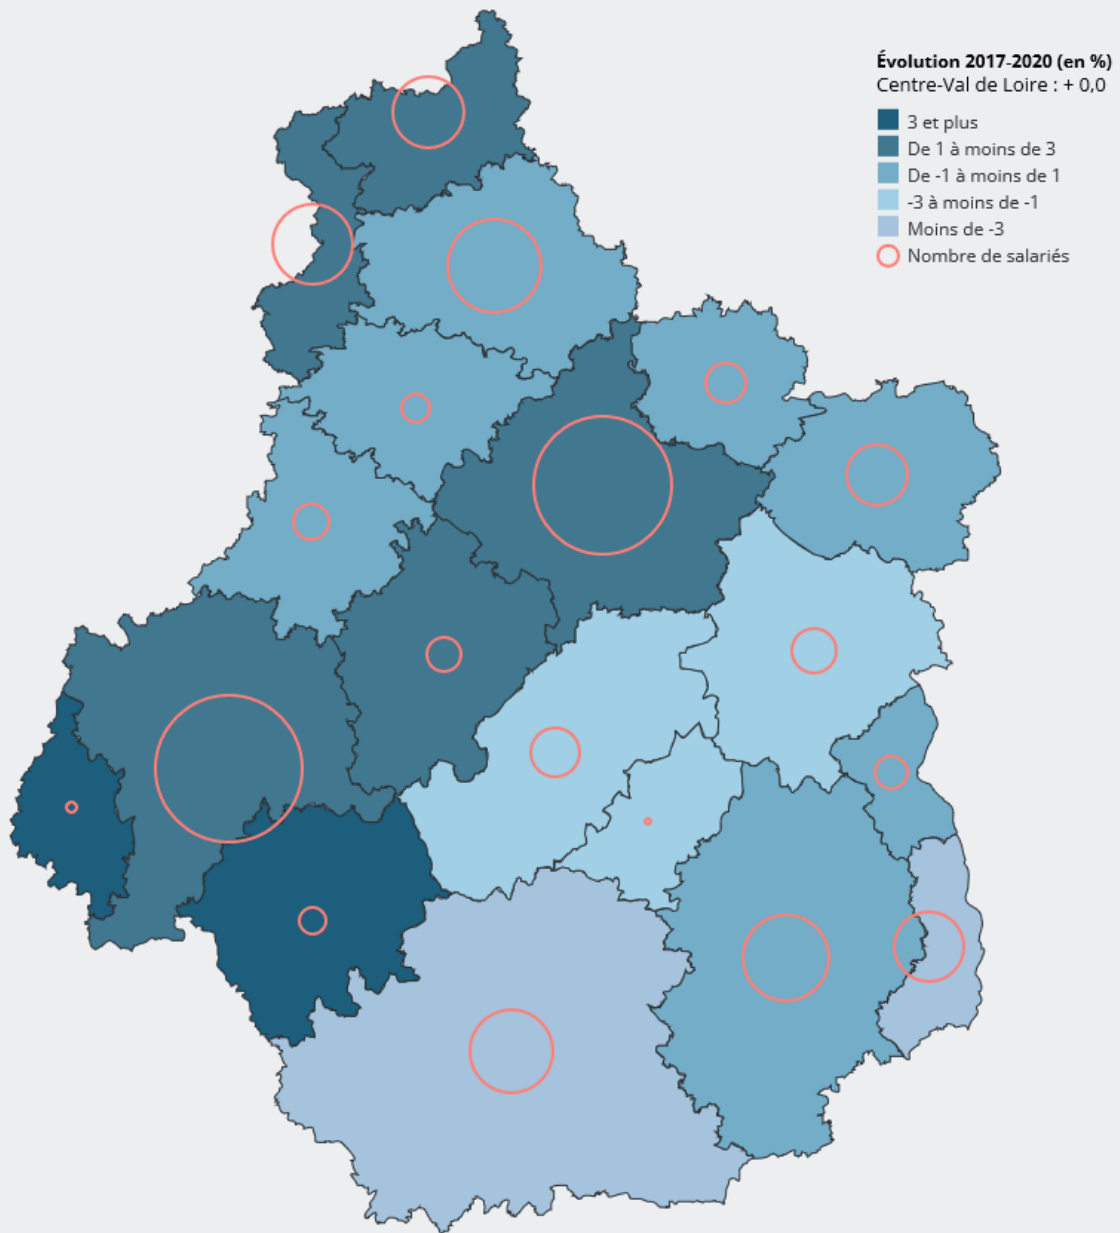 Évolution 2017-2020 (en %)
Centre-Val de Loire : + 0,0
3 et plus
De 1 à moins de 3
De -1 à moins de 1
-3 à moins de -1
Moins de -3
Nombre de salariés